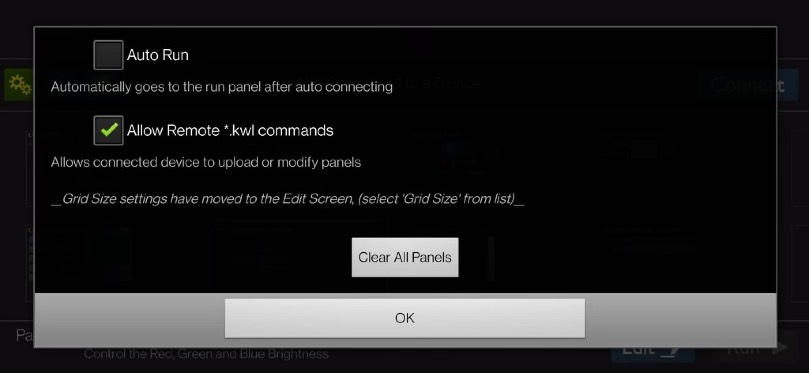 Auto Run
Automatically goes to the run panel after auto connecting
Connect
Allow Remote *.kwl commands
Allows connected device to upload or modify panels
__Grid Size settings have moved to the Edit Screen, (select 'Grid Size' from list)__
Clear All Panels
OK
Control the Red, Green and Blue Brightness
Edit
Run